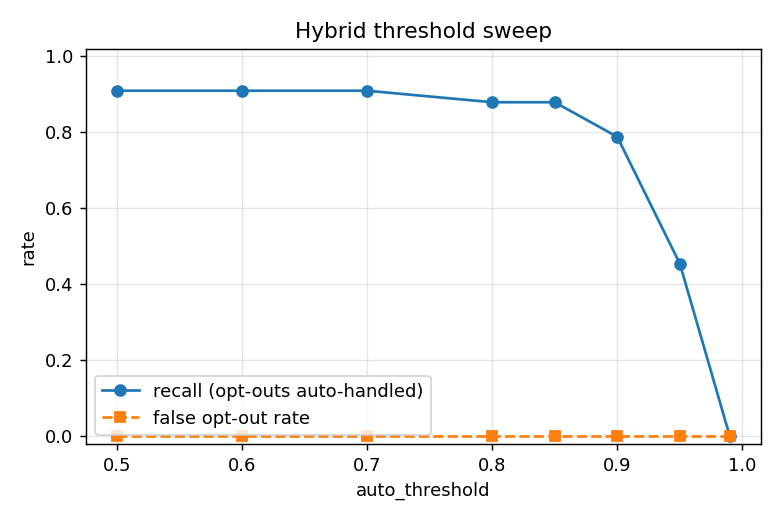 Hybrid threshold sweep
1.0
0.8
0.6
0.4
0.2
0.0
rate
recall (opt-outs auto-handled)
false opt-out rate
0.5 0.6 0.7 0.8 0.9 1.0
auto_threshold